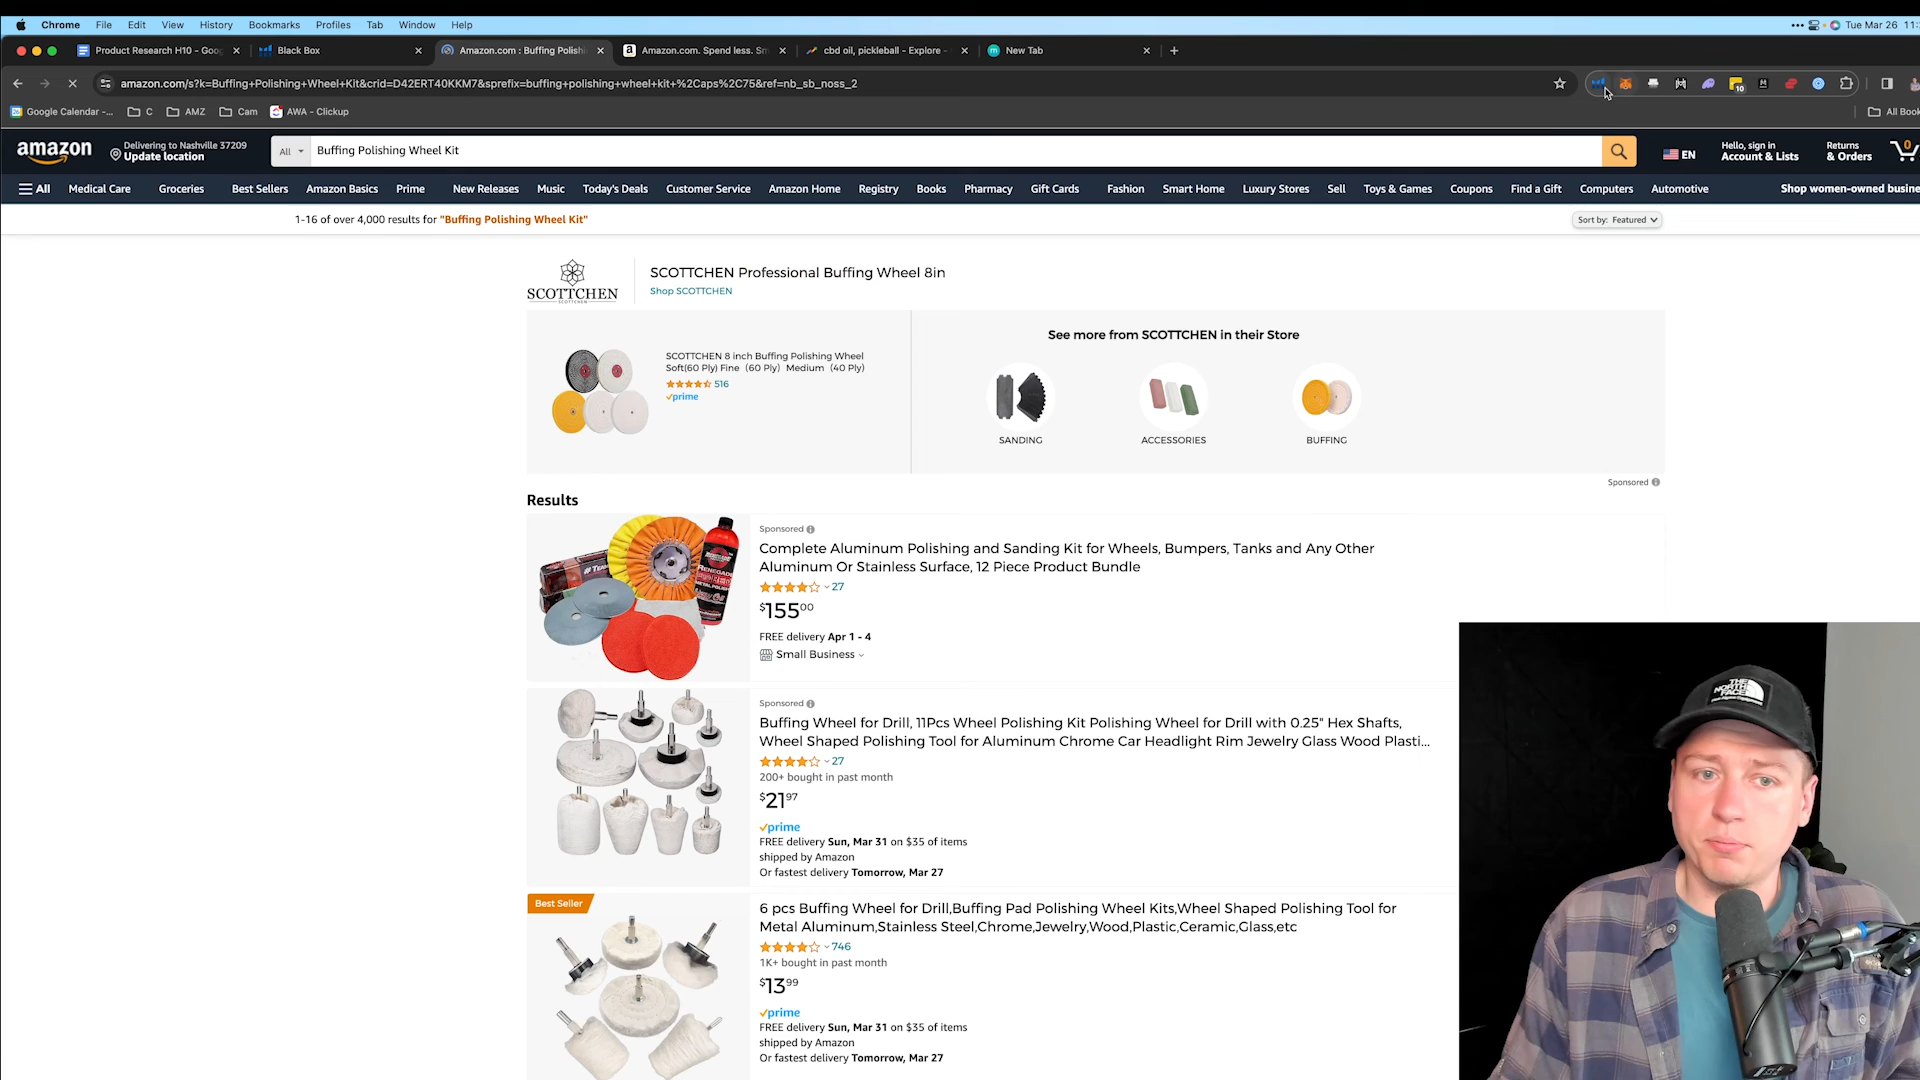 Chrome File Edit View History Bookmarks Profiles Tab Window Help
Tue Mar 26 11:
Product Research H10 - Goo
Black Box
Amazon.com : Buffing Polishi
Amazon.com. Spend less. Sm
cbd oil, pickleball - Explore -
New Tab
amazon.com/s?k=Buffing+Polishing+Wheel+Kit&crid=D42ERT40KKM7&sprefix=buffing+polishing+wheel+kit+%2Caps%2C75&ref=nb_sb_noss_2
10
Google Calendar -...
C
AMZ
Cam
AWA - Clickup
All Book
amazon
Delivering to Nashville 37209
Update location
All
Buffing Polishing Wheel Kit
EN
Hello, sign in
Account & Lists
Returns
& Orders
0
All Medical Care Groceries Best Sellers Amazon Basics Prime New Releases Music Today's Deals Customer Service Amazon Home Registry Books Pharmacy Gift Cards Fashion Smart Home Luxury Stores Sell Toys & Games Coupons Find a Gift Computers Automotive
Shop women-owned busine
1-16 of over 4,000 results for "Buffing Polishing Wheel Kit"
Sort by: Featured
SCOTTCHEN
SCOTTCHEN
SCOTTCHEN Professional Buffing Wheel 8in
Shop SCOTTCHEN
SCOTTCHEN 8 inch Buffing Polishing Wheel
Soft(60 Ply) Fine (60 Ply) Medium (40 Ply)
516
prime
See more from SCOTTCHEN in their Store
SANDING
ACCESSORIES
BUFFING
Sponsored
Results
Sponsored
Complete Aluminum Polishing and Sanding Kit for Wheels, Bumpers, Tanks and Any Other
Aluminum Or Stainless Surface, 12 Piece Product Bundle
27
$155 00
FREE delivery Apr 1 - 4
Small Business
Sponsored
Buffing Wheel for Drill, 11Pcs Wheel Polishing Kit Polishing Wheel for Drill with 0.25" Hex Shafts,
Wheel Shaped Polishing Tool for Aluminum Chrome Car Headlight Rim Jewelry Glass Wood Plasti...
27
200+ bought in past month
$21 97
prime
FREE delivery Sun, Mar 31 on $35 of items
shipped by Amazon
Or fastest delivery Tomorrow, Mar 27
Best Seller
6 pcs Buffing Wheel for Drill,Buffing Pad Polishing Wheel Kits,Wheel Shaped Polishing Tool for
Metal Aluminum,Stainless Steel,Chrome,Jewelry,Wood,Plastic,Ceramic,Glass,etc
746
1K+ bought in past month
$13 99
prime
FREE delivery Sun, Mar 31 on $35 of items
shipped by Amazon
Or fastest delivery Tomorrow, Mar 27
THE
NORTH
FACE